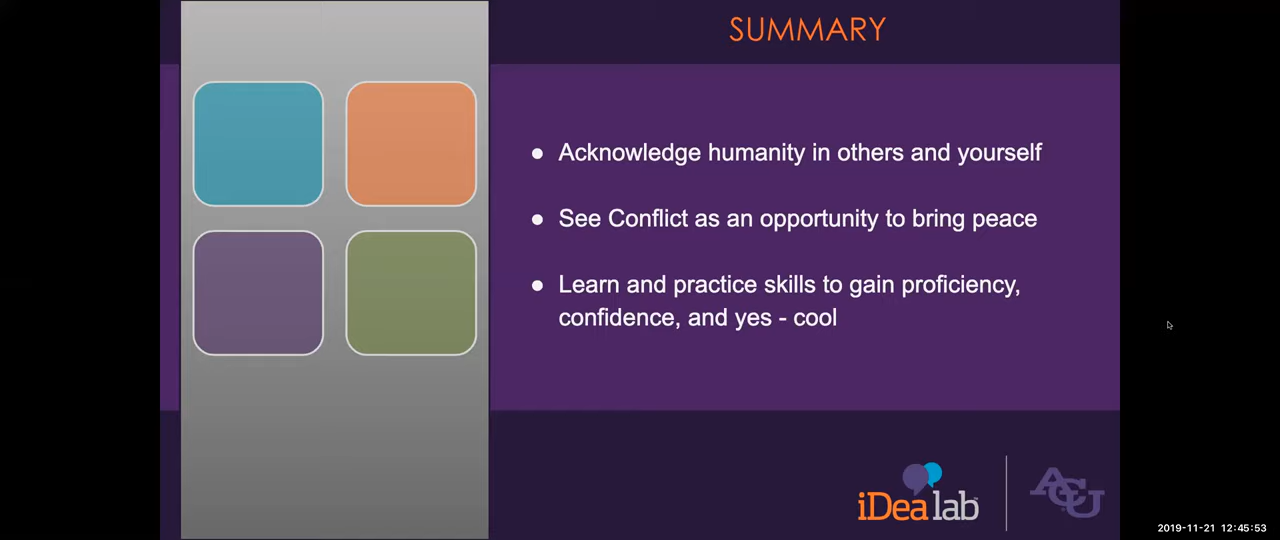 SUMMARY
● Acknowledge humanity in others and yourself
● See Conflict as an opportunity to bring peace
● Learn and practice skills to gain proficiency,
confidence, and yes - cool
iDea lab
ACU
2019-11-21 12:45:53